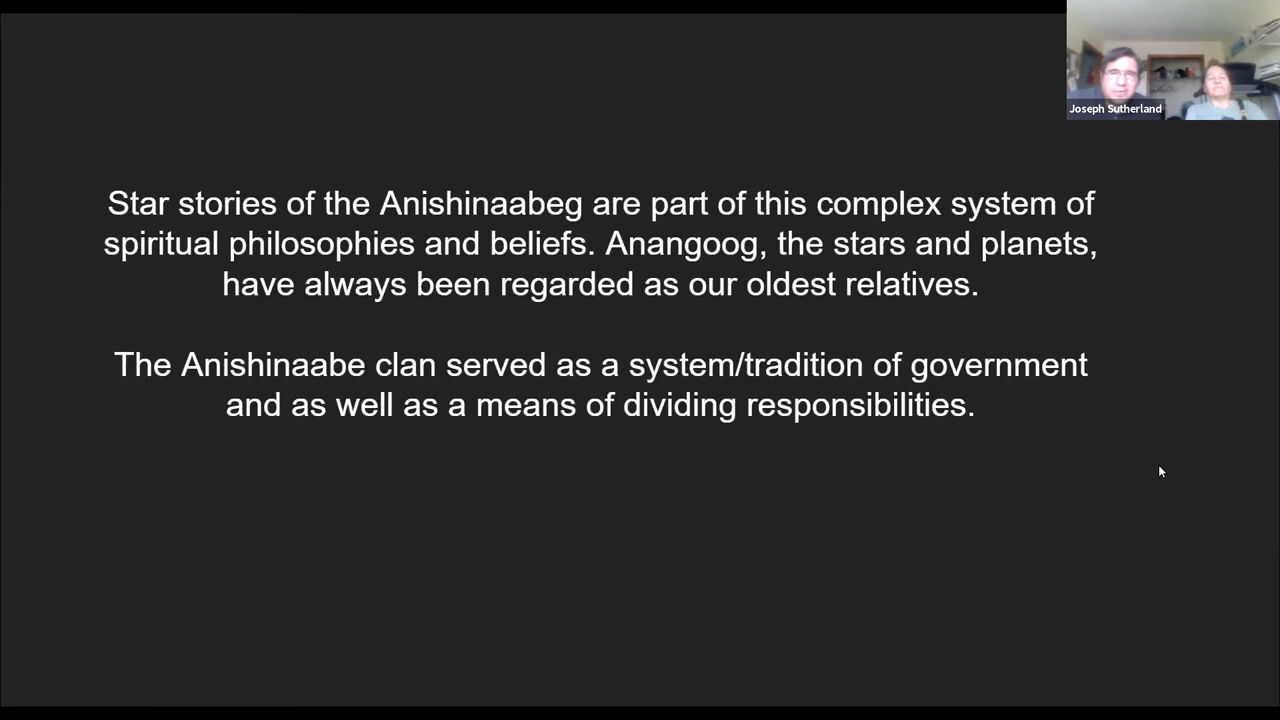 Joseph Sutherland
Star stories of the Anishinaabeg are part of this complex system of
spiritual philosophies and beliefs. Anangoog, the stars and planets,
have always been regarded as our oldest relatives.
The Anishinaabe clan served as a system/tradition of government
and as well as a means of dividing responsibilities.